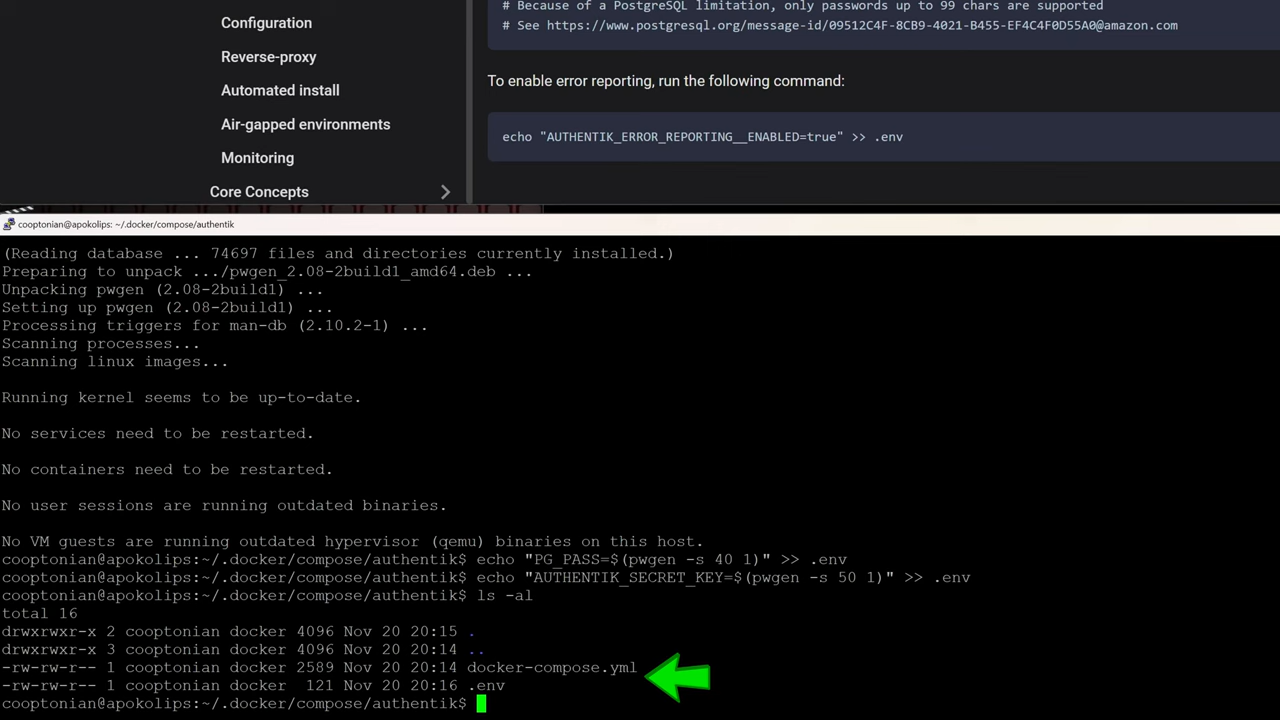 Configuration
Reverse-proxy
Automated install
Air-gapped environments
Monitoring
Core Concepts
# Because of a PostgreSQL limitation, only passwords up to 99 chars are supported
# See https://www.postgresql.org/message-id/09512C4F-8CB9-4021-B455-EF4C4F0D55A0@amazon.com
To enable error reporting, run the following command:
echo "AUTHENTIK_ERROR_REPORTING__ENABLED=true" >> .env
cooptonian@apokolips: ~/.docker/compose/authentik
(Reading database ... 74697 files and directories currently installed.)
Preparing to unpack .../pwgen_2.08-2build1_amd64.deb ...
Unpacking pwgen (2.08-2build1) ...
Setting up pwgen (2.08-2build1) ...
Processing triggers for man-db (2.10.2-1) ...
Scanning processes...
Scanning linux images...
Running kernel seems to be up-to-date.
No services need to be restarted.
No containers need to be restarted.
No user sessions are running outdated binaries.
No VM guests are running outdated hypervisor (qemu) binaries on this host.
cooptonian@apokolips:~/.docker/compose/authentik$ echo "PG_PASS=$(pwgen -s 40 1)" >> .env
cooptonian@apokolips:~/.docker/compose/authentik$ echo "AUTHENTIK_SECRET_KEY=$(pwgen -s 50 1)" >> .env
cooptonian@apokolips:~/.docker/compose/authentik$ ls -al
total 16
drwxrwxr-x 2 cooptonian docker 4096 Nov 20 20:15 .
drwxrwxr-x 3 cooptonian docker 4096 Nov 20 20:14 ..
-rw-rw-r-- 1 cooptonian docker 2589 Nov 20 20:14 docker-compose.yml
-rw-rw-r-- 1 cooptonian docker  121 Nov 20 20:16 .env
cooptonian@apokolips:~/.docker/compose/authentik$